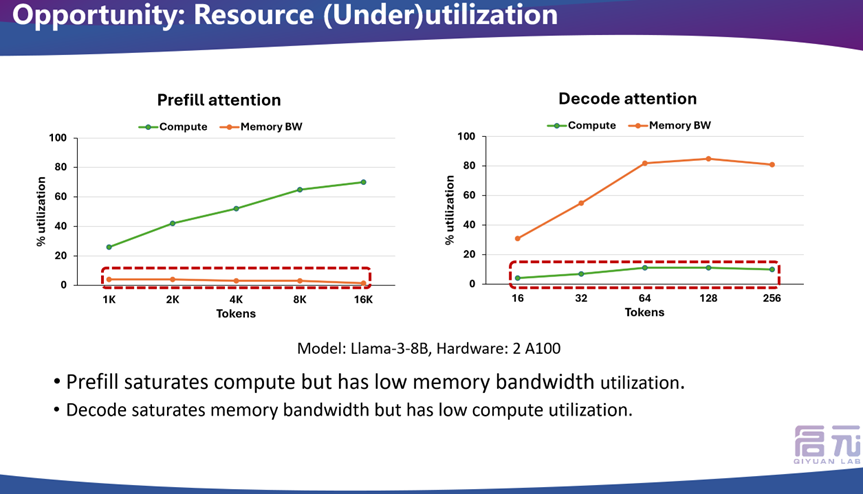 Opportunity: Resource (Under)utilization
Prefill attention
Compute
Memory BW
% utilization
100
80
60
40
20
0
1K
2K
4K
8K
16K
Tokens
Decode attention
Compute
Memory BW
% utilization
100
80
60
40
20
0
16
32
64
128
256
Tokens
Model: Llama-3-8B, Hardware: 2 A100
• Prefill saturates compute but has low memory bandwidth utilization.
• Decode saturates memory bandwidth but has low compute utilization.
启元
QIYUAN LAB